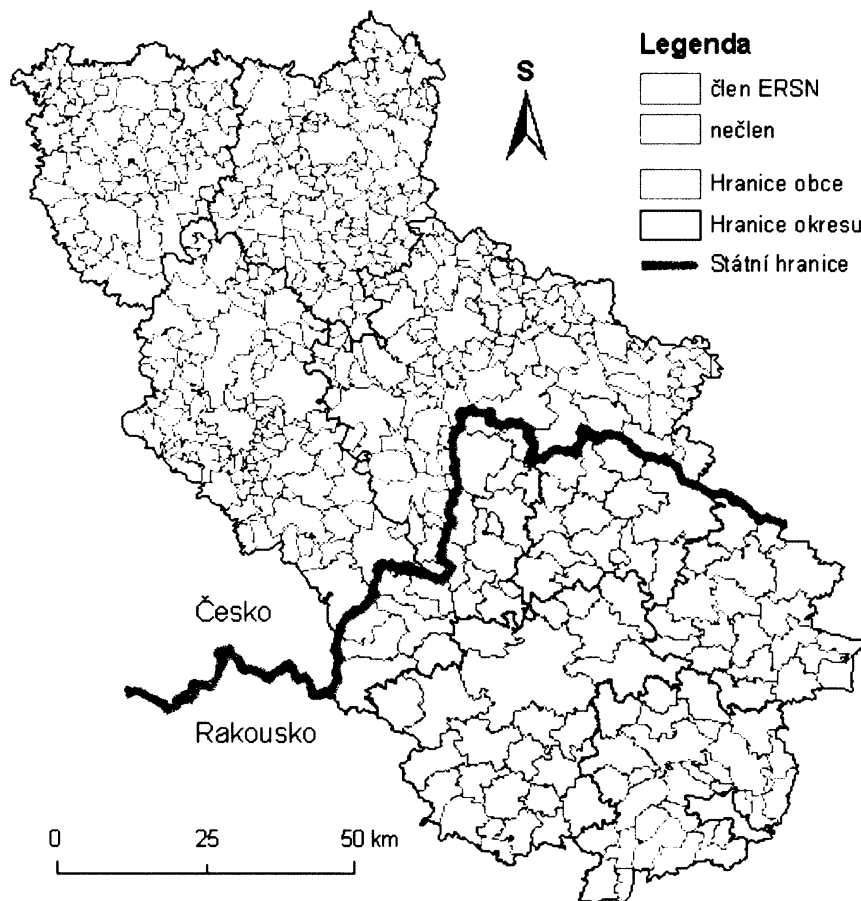 Legenda
S
člen ERSN
nečlen
Hranice obce
Hranice okresu
Státní hranice
Česko
Rakousko
0 25 50 km